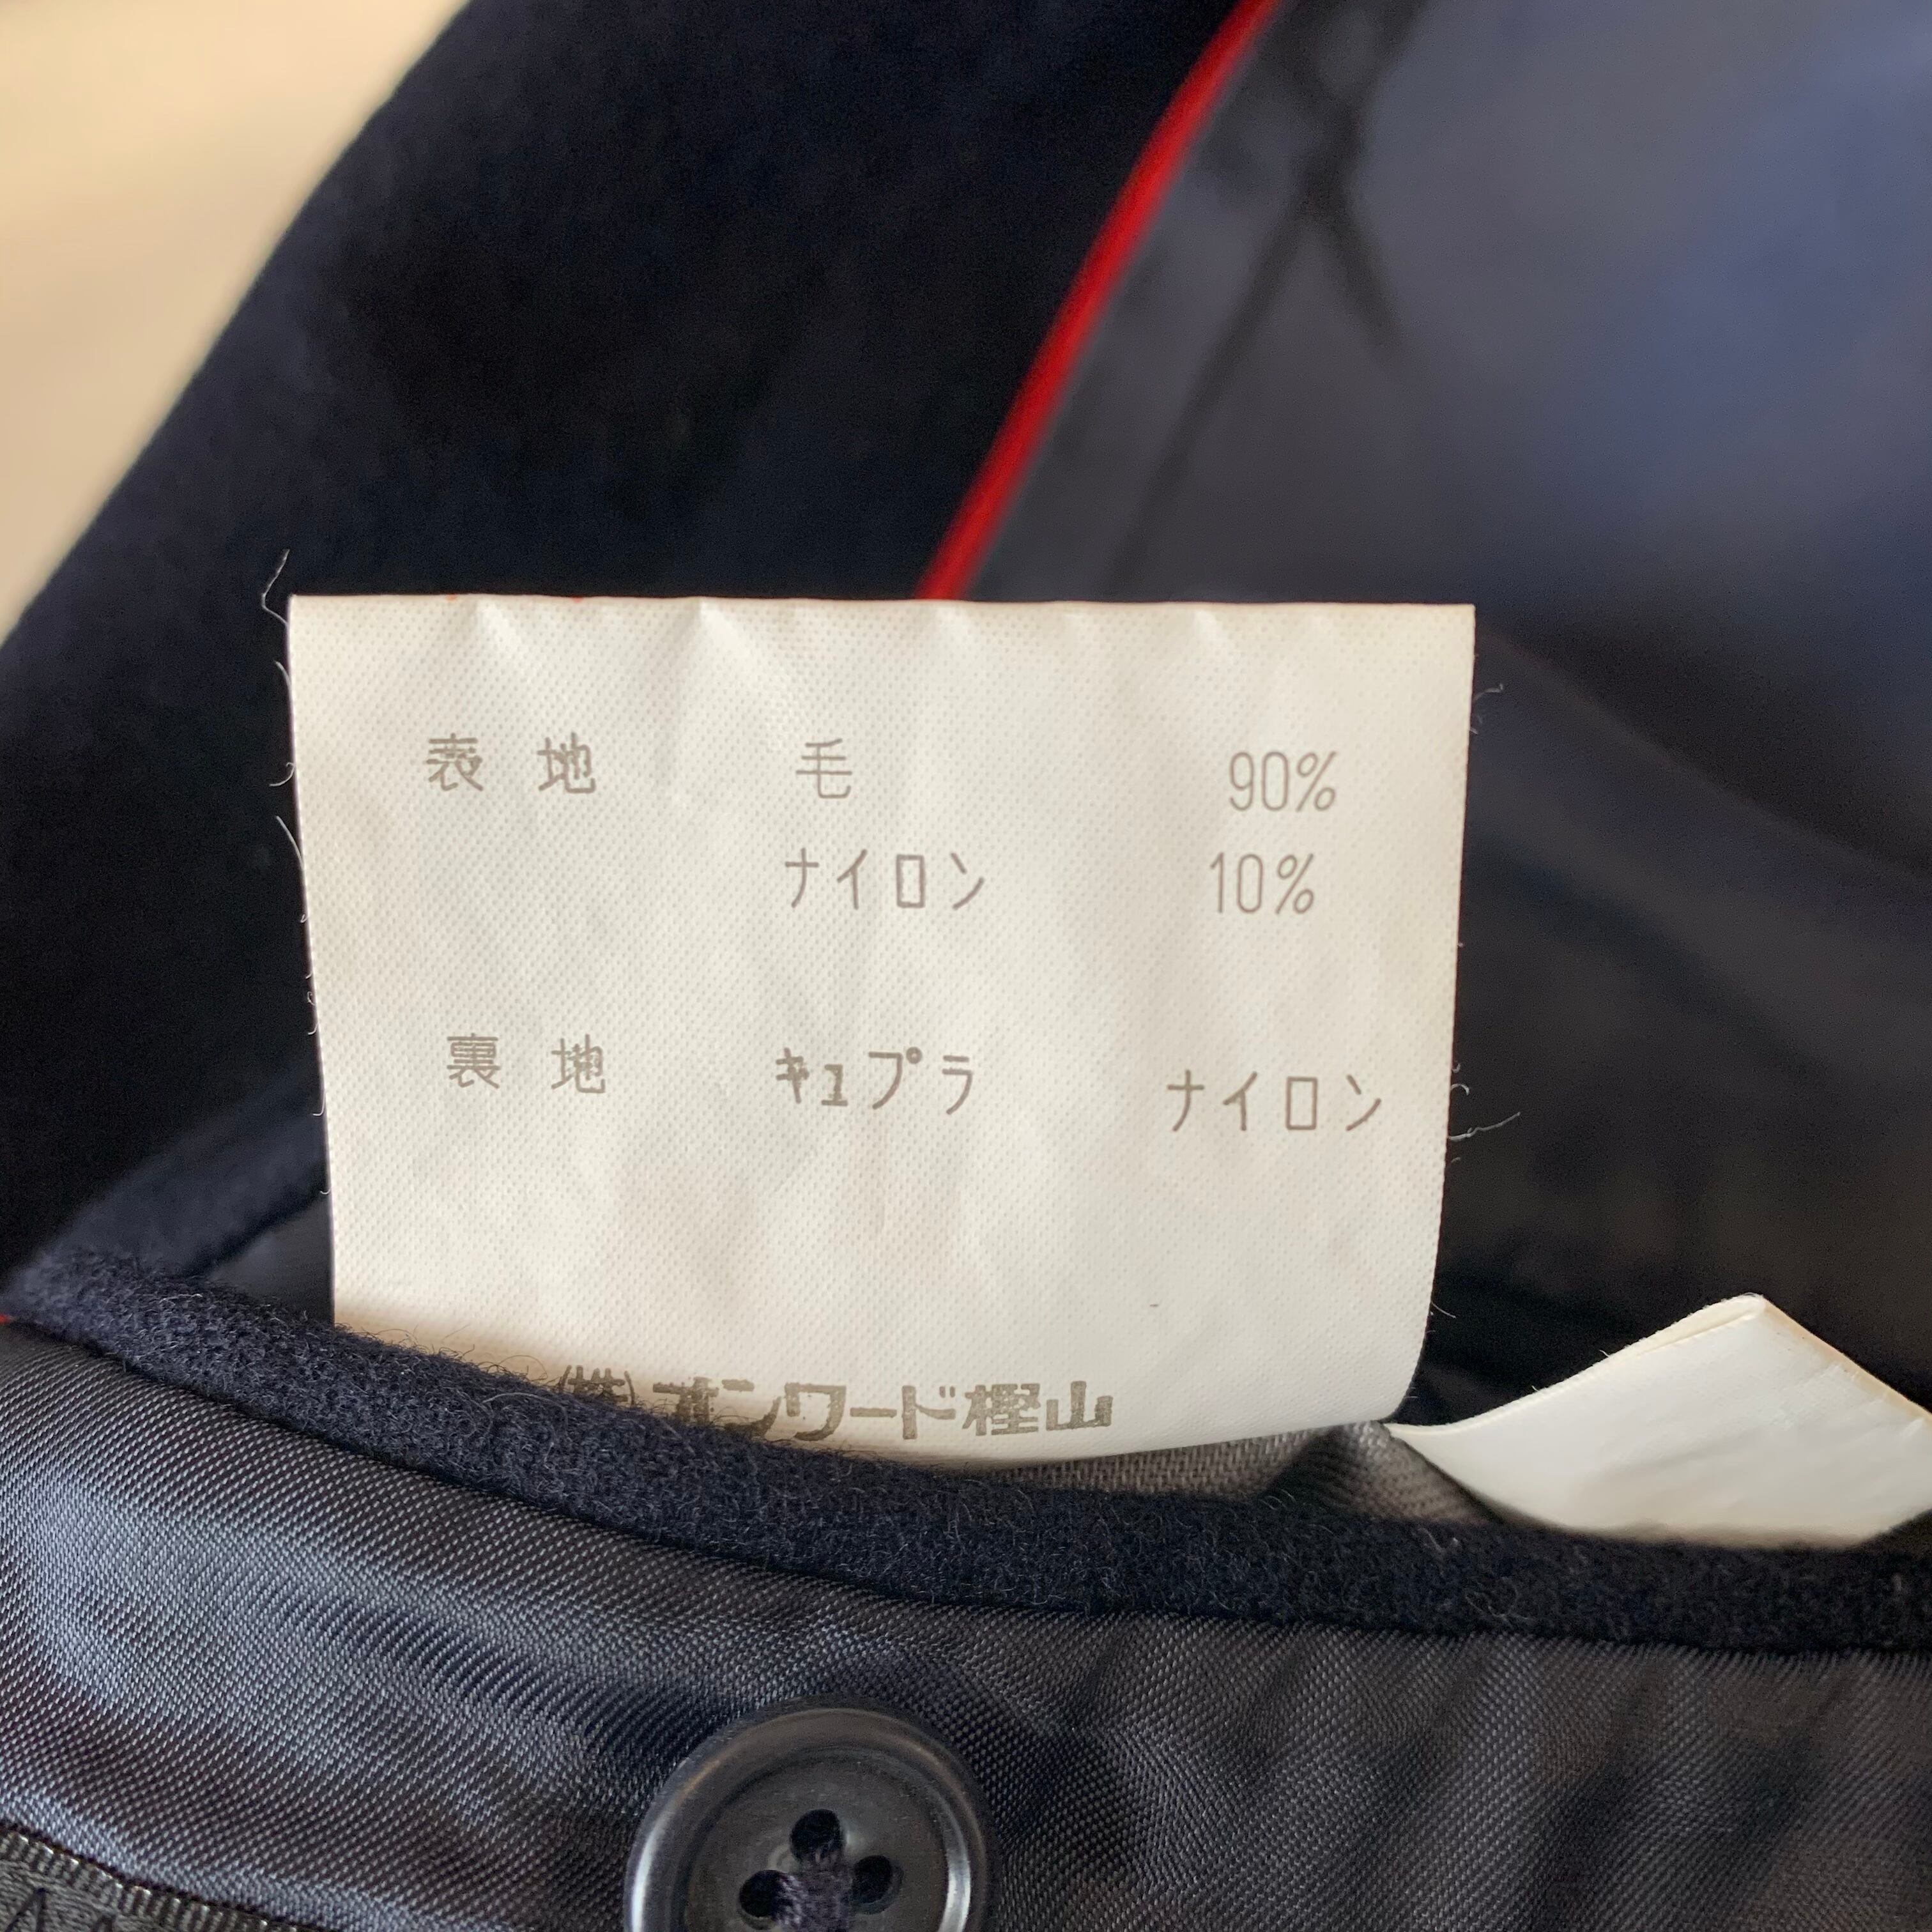 表地 毛 90%
ナイロン 10%
裏地 キュプラ ナイロン
(株)オンワード樫山